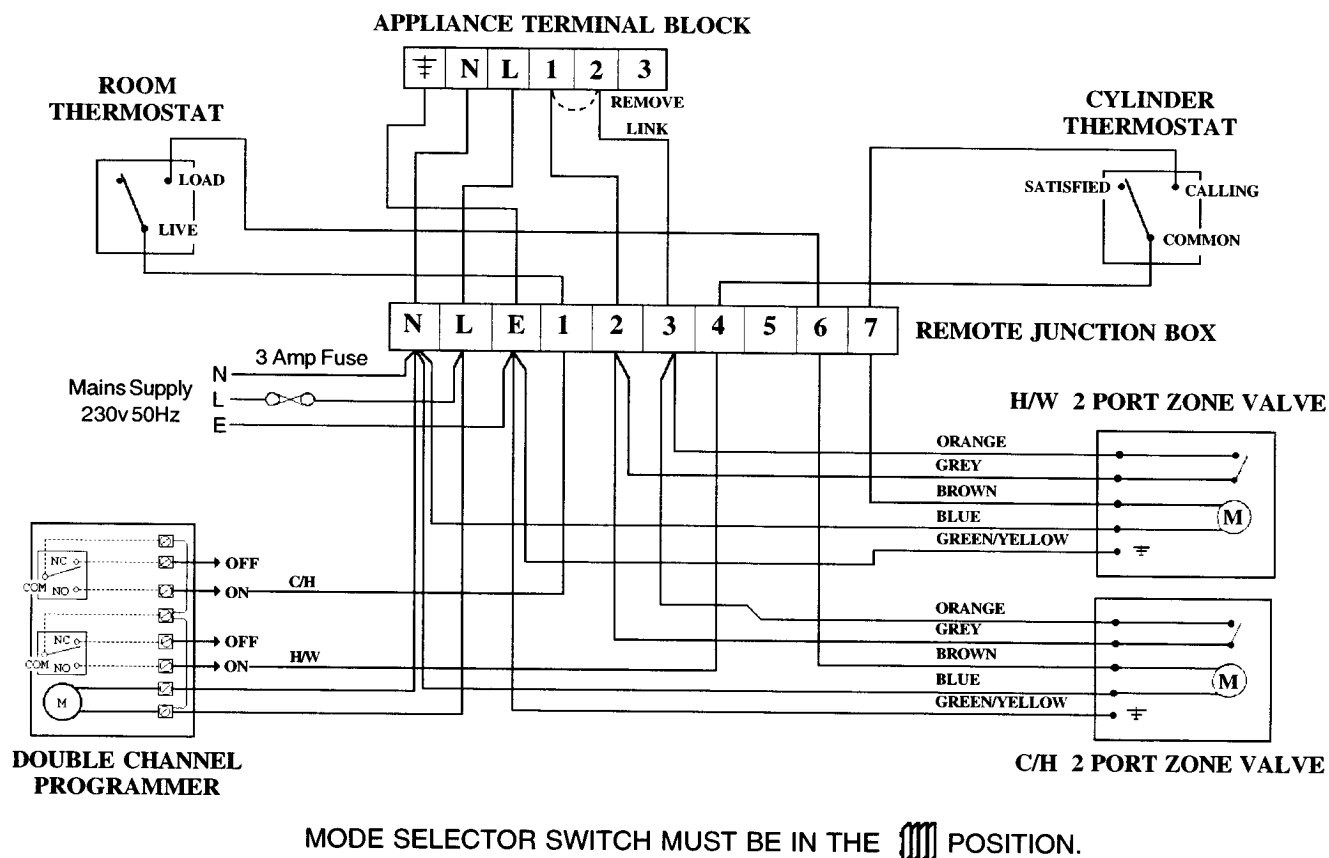 APPLIANCE TERMINAL BLOCK
N L 1 2 3
REMOVE
LINK
ROOM
THERMOSTAT
LOAD
LIVE
CYLINDER
THERMOSTAT
SATISFIED
CALLING
COMMON
N L E 1 2 3 4 5 6 7
REMOTE JUNCTION BOX
3 Amp Fuse
Mains Supply
230v 50Hz
N
L
E
H/W 2 PORT ZONE VALVE
ORANGE
GREY
BROWN
BLUE
GREEN/YELLOW
M
NC
COM NO
OFF
ON
C/H
NC
COM NO
OFF
ON
H/W
M
DOUBLE CHANNEL
PROGRAMMER
ORANGE
GREY
BROWN
BLUE
GREEN/YELLOW
M
C/H 2 PORT ZONE VALVE
MODE SELECTOR SWITCH MUST BE IN THE POSITION.